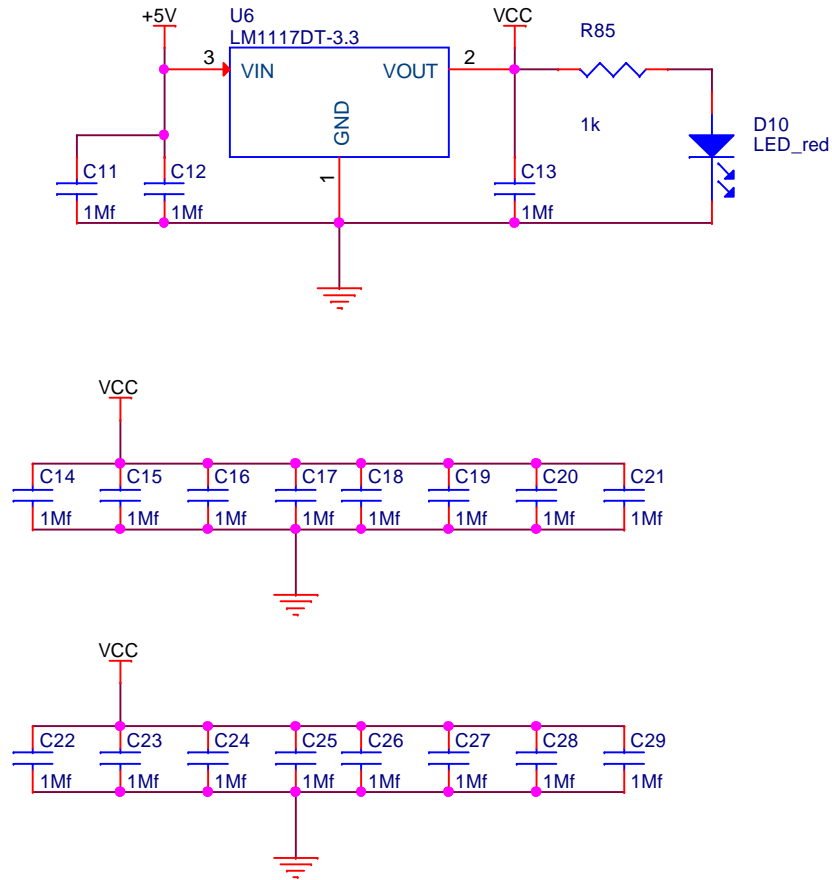 +5V
U6
LM1117DT-3.3
VCC
R85
3
VIN
VOUT
2
GND
1k
D10
LED_red
C11
C12
1
C13
1Mf
1Mf
1Mf
VCC
C14
C15
C16
C17
C18
C19
C20
C21
1Mf
1Mf
1Mf
1Mf
1Mf
1Mf
1Mf
1Mf
VCC
C22
C23
C24
C25
C26
C27
C28
C29
1Mf
1Mf
1Mf
1Mf
1Mf
1Mf
1Mf
1Mf